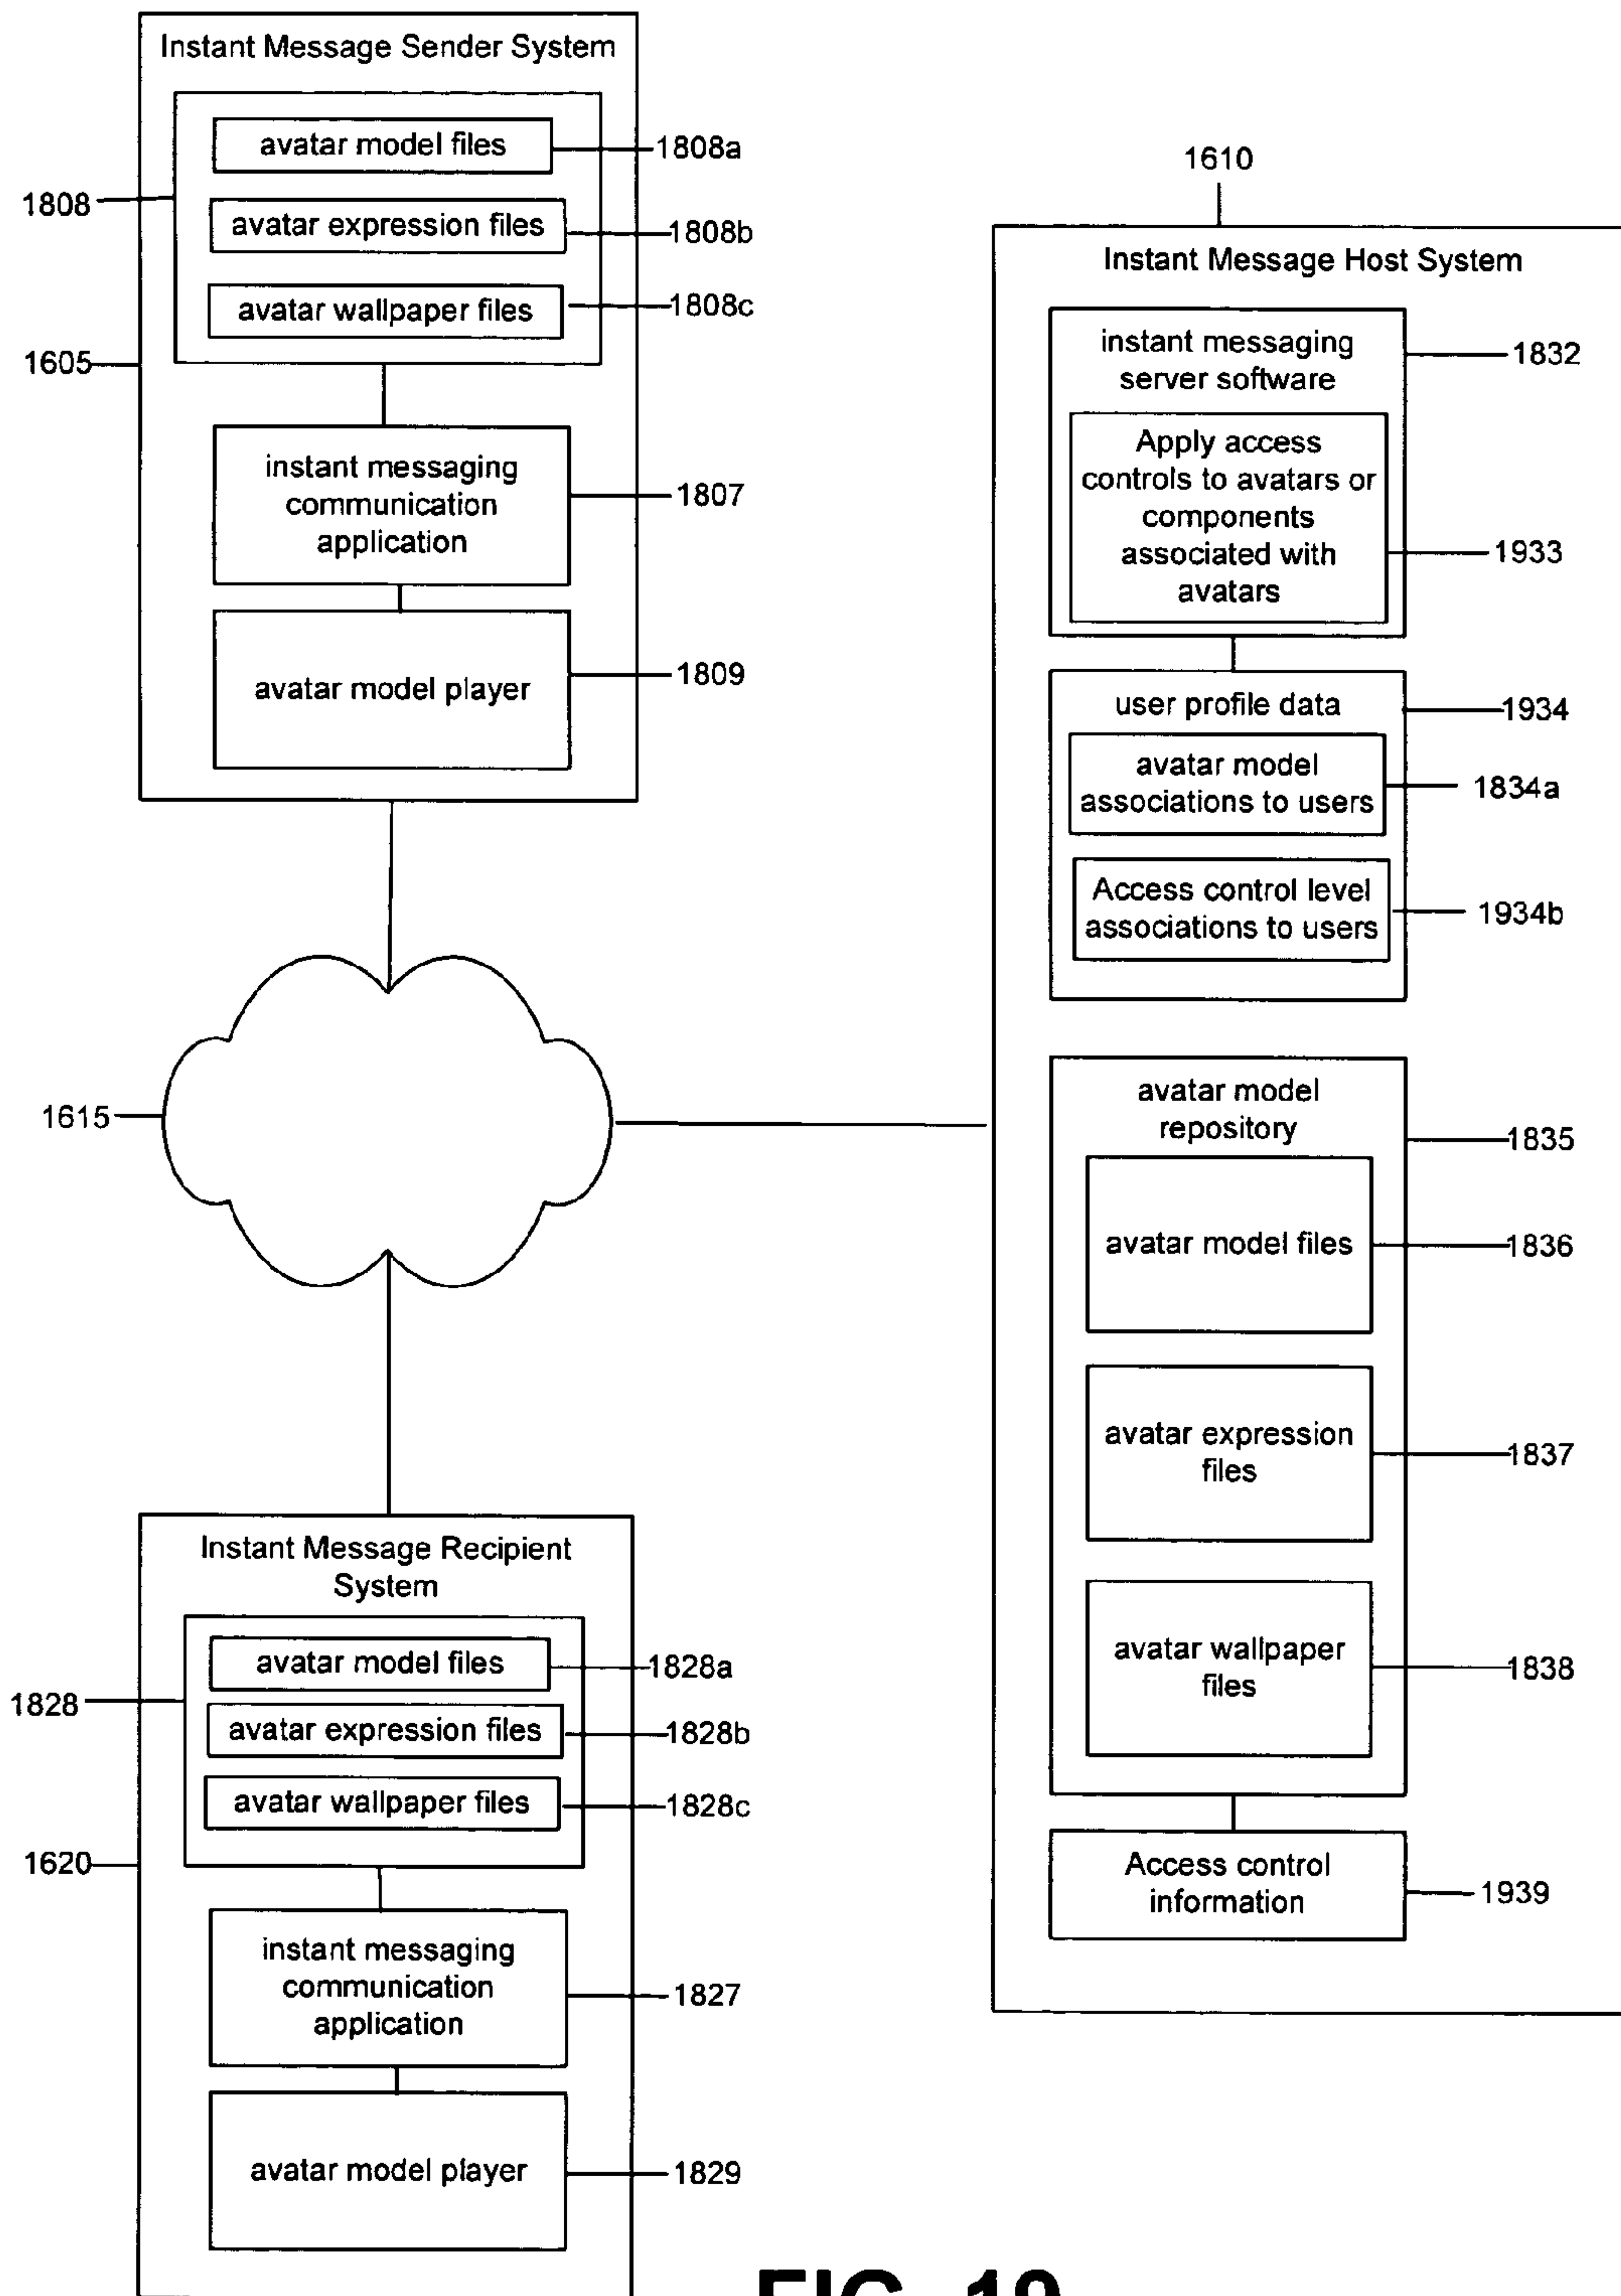 Instant Message Sender System
avatar model files
1808a
1808
avatar expression files
1808b
avatar wallpaper files
1808c
1605
instant messaging
communication
application
1807
avatar model player
1809
1615
Instant Message Recipient
System
avatar model files
1828a
1828
avatar expression files
1828b
avatar wallpaper files
1828c
1620
instant messaging
communication
application
1827
avatar model player
1829
1610
Instant Message Host System
instant messaging
server software
1832
Apply access
controls to avatars or
components
associated with
avatars
1933
user profile data
1934
avatar model
associations to users
1834a
Access control level
associations to users
1934b
avatar model
repository
1835
avatar model files
1836
avatar expression
files
1837
avatar wallpaper
files
1838
Access control
information
1939
FIG. 19